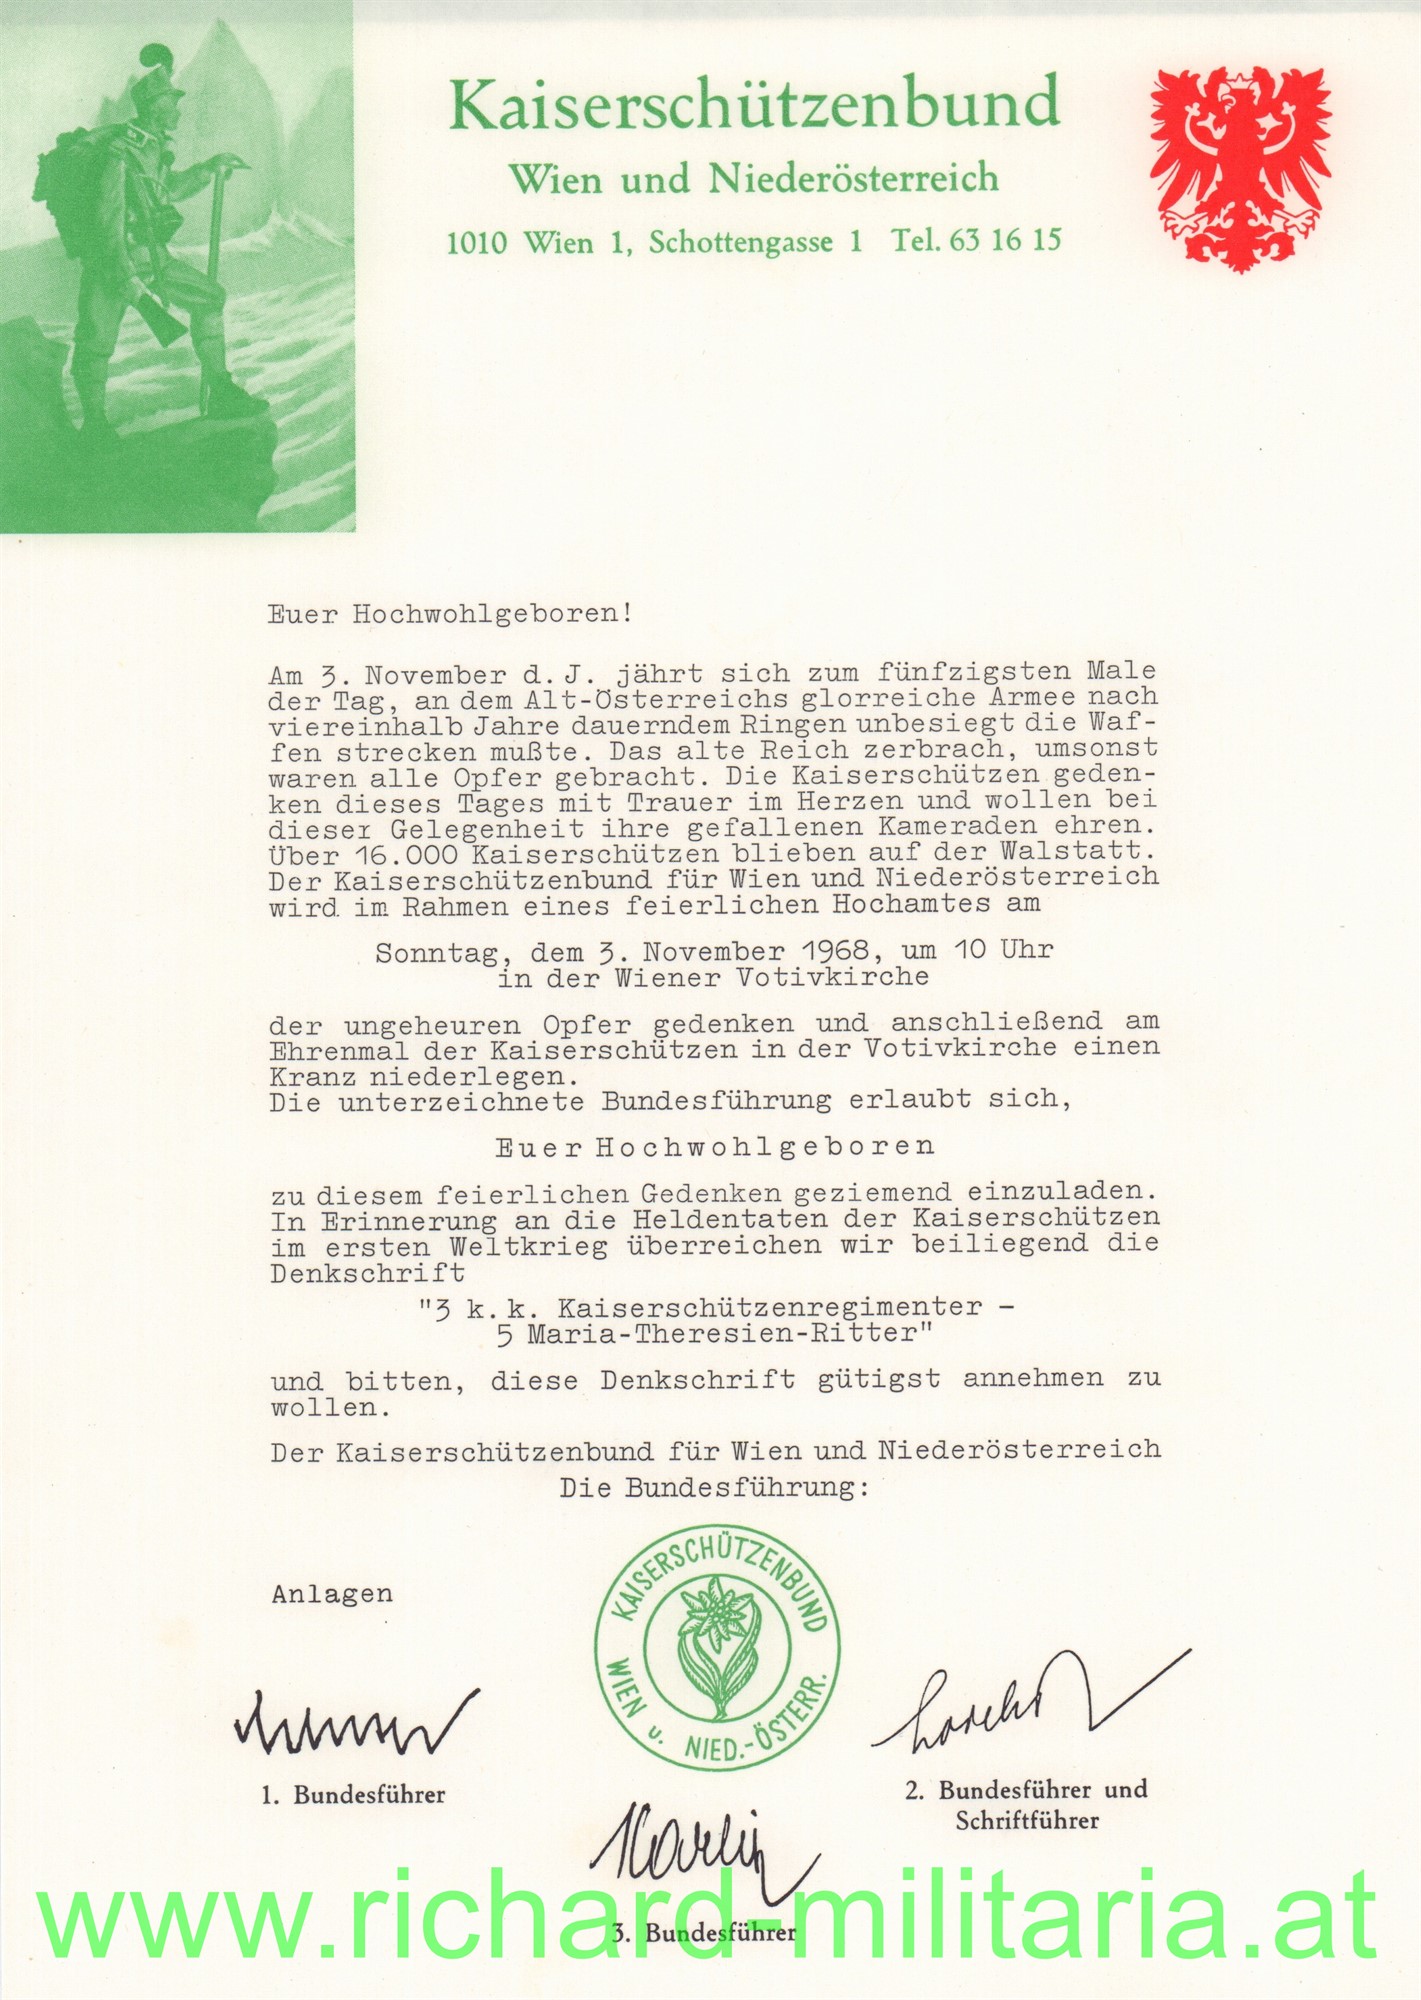 Kaiserschützenbund
Wien und Niederösterreich
1010 Wien 1, Schottengasse 1 Tel. 63 16 15
Euer Hochwohlgeboren!
Am 3. November d. J. jährt sich zum fünfzigsten Male
der Tag, an dem Alt-Österreichs glorreiche Armee nach
viereinhalb Jahre dauerndem Ringen unbesiegt die Waf-
fen strecken mußte. Das alte Reich zerbrach, umsonst
waren alle Opfer gebracht. Die Kaiserschützen geden-
ken dieses Tages mit Trauer im Herzen und wollen bei
dieser Gelegenheit ihre gefallenen Kameraden ehren.
Über 16.000 Kaiserschützen blieben auf der Walstatt.
Der Kaiserschützenbund für Wien und Niederösterreich
wird im Rahmen eines feierlichen Hochamtes am
Sonntag, dem 3. November 1968, um 10 Uhr
in der Wiener Votivkirche
der ungeheuren Opfer gedenken und anschließend am
Ehrenmal der Kaiserschützen in der Votivkirche einen
Kranz niederlegen.
Die unterzeichnete Bundesführung erlaubt sich,
Euer Hochwohlgeboren
zu diesem feierlichen Gedenken geziemend einzuladen.
In Erinnerung an die Heldentaten der Kaiserschützen
im ersten Weltkrieg überreichen wir beiliegend die
Denkschrift
"3 k.k. Kaiserschützenregimenter -
5 Maria-Theresien-Ritter"
und bitten, diese Denkschrift gütigst annehmen zu
wollen.
Der Kaiserschützenbund für Wien und Niederösterreich
Die Bundesführung:
KAISERSCHÜTZENBUND
WIEN u. NIED.-ÖSTERR.
Anlagen
1. Bundesführer
2. Bundesführer und
Schriftführer
3. Bundesführer
www.richard-militaria.at